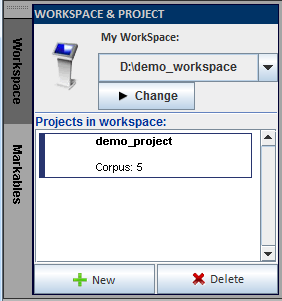 WORKSPACE & PROJECT
Workspace
Markables
My WorkSpace:
D:\demo_workspace
Change
Projects in workspace:
demo_project
Corpus: 5
New
Delete